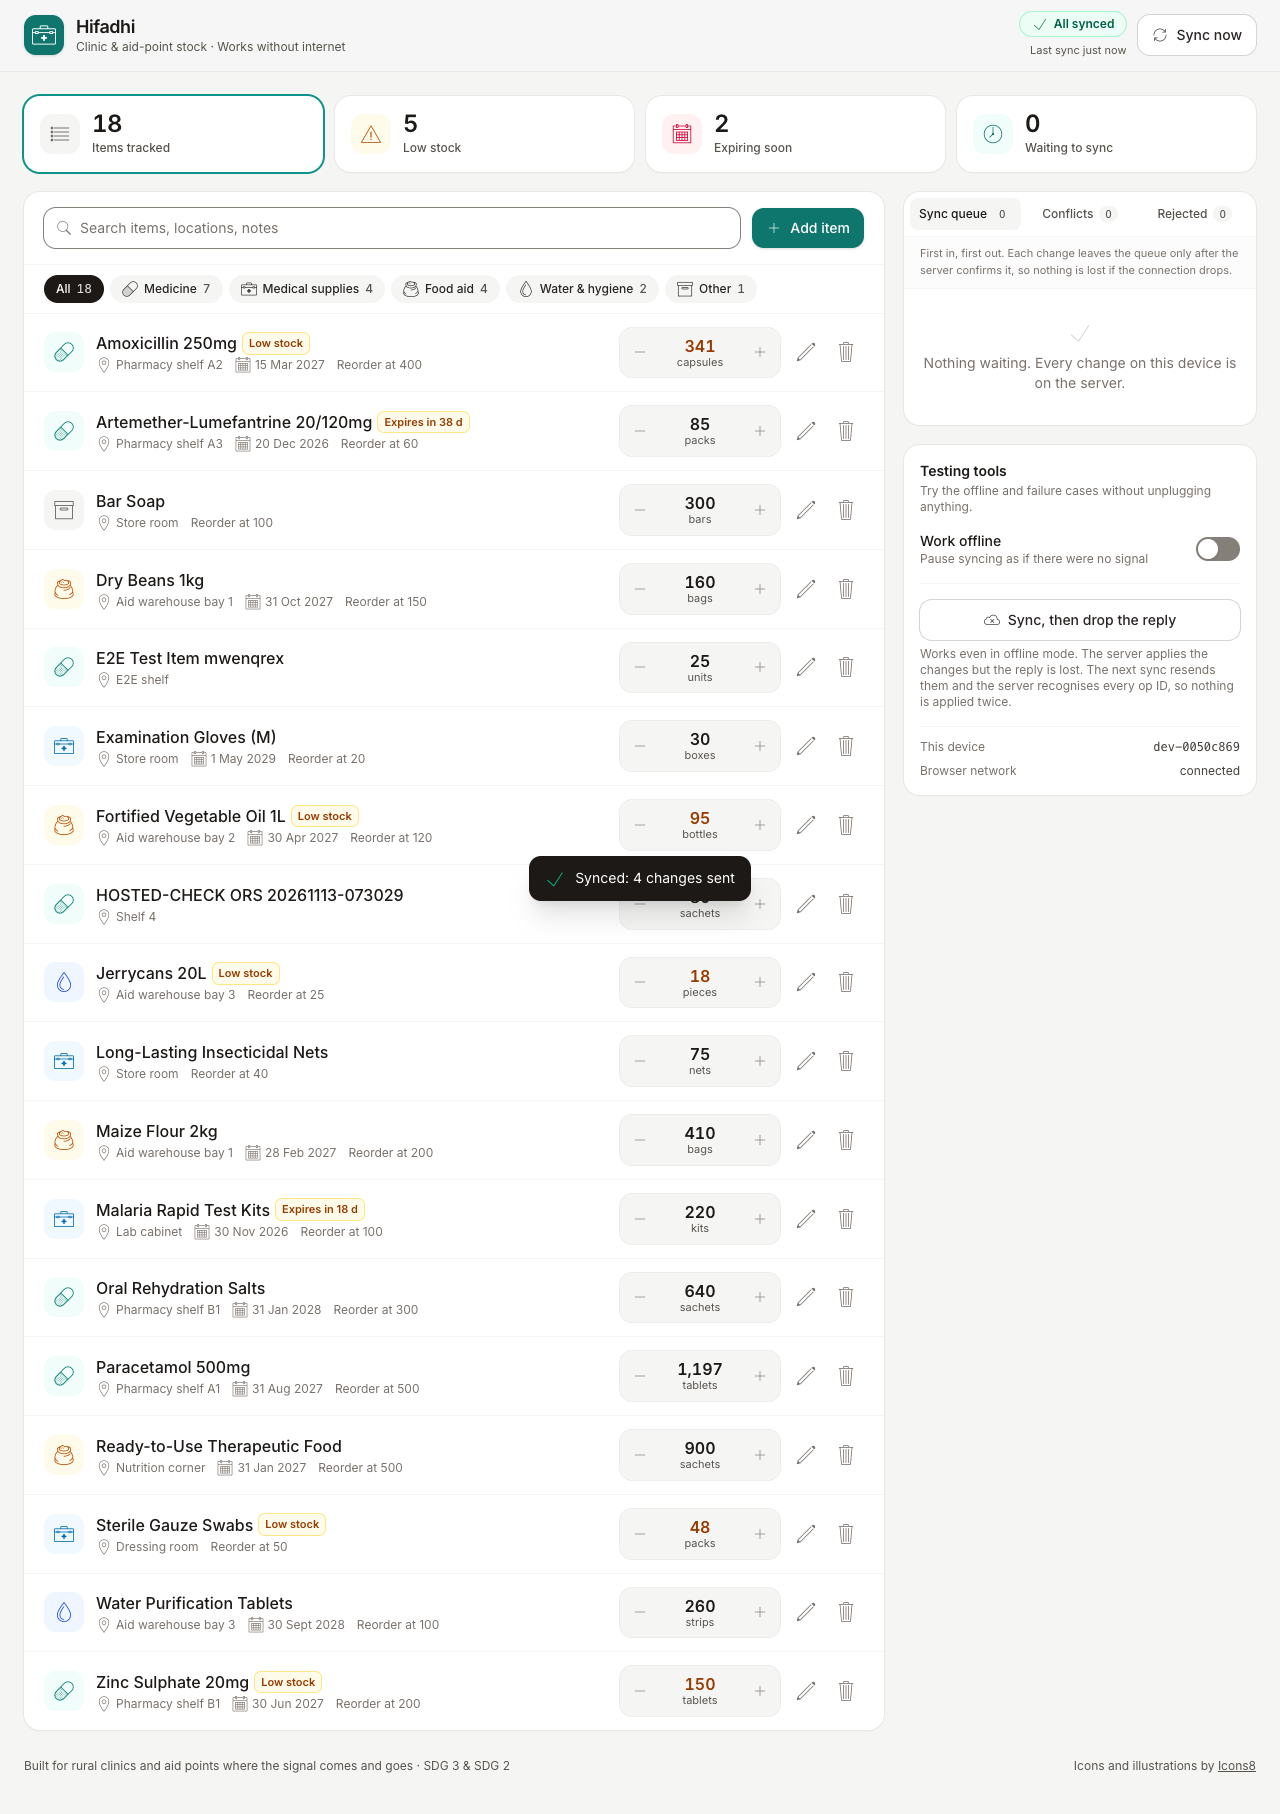 Hifadhi
Clinic & aid-point stock · Works without internet
All synced
Last sync just now
Sync now
18
Items tracked
5
Low stock
2
Expiring soon
0
Waiting to sync
Search items, locations, notes
Add item
All 18
Medicine 7
Medical supplies 4
Food aid 4
Water & hygiene 2
Other 1
Amoxicillin 250mg Low stock
Pharmacy shelf A2 15 Mar 2027 Reorder at 400
341
capsules
Artemether-Lumefantrine 20/120mg Expires in 38 d
Pharmacy shelf A3 20 Dec 2026 Reorder at 60
85
packs
Bar Soap
Store room Reorder at 100
300
bars
Dry Beans 1kg
Aid warehouse bay 1 31 Oct 2027 Reorder at 150
160
bags
E2E Test Item mwenqrex
E2E shelf
25
units
Examination Gloves (M)
Store room 1 May 2029 Reorder at 20
30
boxes
Fortified Vegetable Oil 1L Low stock
Aid warehouse bay 2 30 Apr 2027 Reorder at 120
95
bottles
HOSTED-CHECK ORS 20261113-073029
Shelf 4
sachets
Synced: 4 changes sent
Jerrycans 20L Low stock
Aid warehouse bay 3 Reorder at 25
18
pieces
Long-Lasting Insecticidal Nets
Store room Reorder at 40
75
nets
Maize Flour 2kg
Aid warehouse bay 1 28 Feb 2027 Reorder at 200
410
bags
Malaria Rapid Test Kits Expires in 18 d
Lab cabinet 30 Nov 2026 Reorder at 100
220
kits
Oral Rehydration Salts
Pharmacy shelf B1 31 Jan 2028 Reorder at 300
640
sachets
Paracetamol 500mg
Pharmacy shelf A1 31 Aug 2027 Reorder at 500
1,197
tablets
Ready-to-Use Therapeutic Food
Nutrition corner 31 Jan 2027 Reorder at 500
900
sachets
Sterile Gauze Swabs Low stock
Dressing room Reorder at 50
48
packs
Water Purification Tablets
Aid warehouse bay 3 30 Sept 2028 Reorder at 100
260
strips
Zinc Sulphate 20mg Low stock
Pharmacy shelf B1 30 Jun 2027 Reorder at 200
150
tablets
Sync queue 0
Conflicts 0
Rejected 0
First in, first out. Each change leaves the queue only after the
server confirms it, so nothing is lost if the connection drops.
Nothing waiting. Every change on this device is
on the server.
Testing tools
Try the offline and failure cases without unplugging
anything.
Work offline
Pause syncing as if there were no signal
Sync, then drop the reply
Works even in offline mode. The server applies the
changes but the reply is lost. The next sync resends
them and the server recognises every op ID, so nothing
is applied twice.
This device dev-0050c869
Browser network connected
Built for rural clinics and aid points where the signal comes and goes · SDG 3 & SDG 2
Icons and illustrations by Icons8